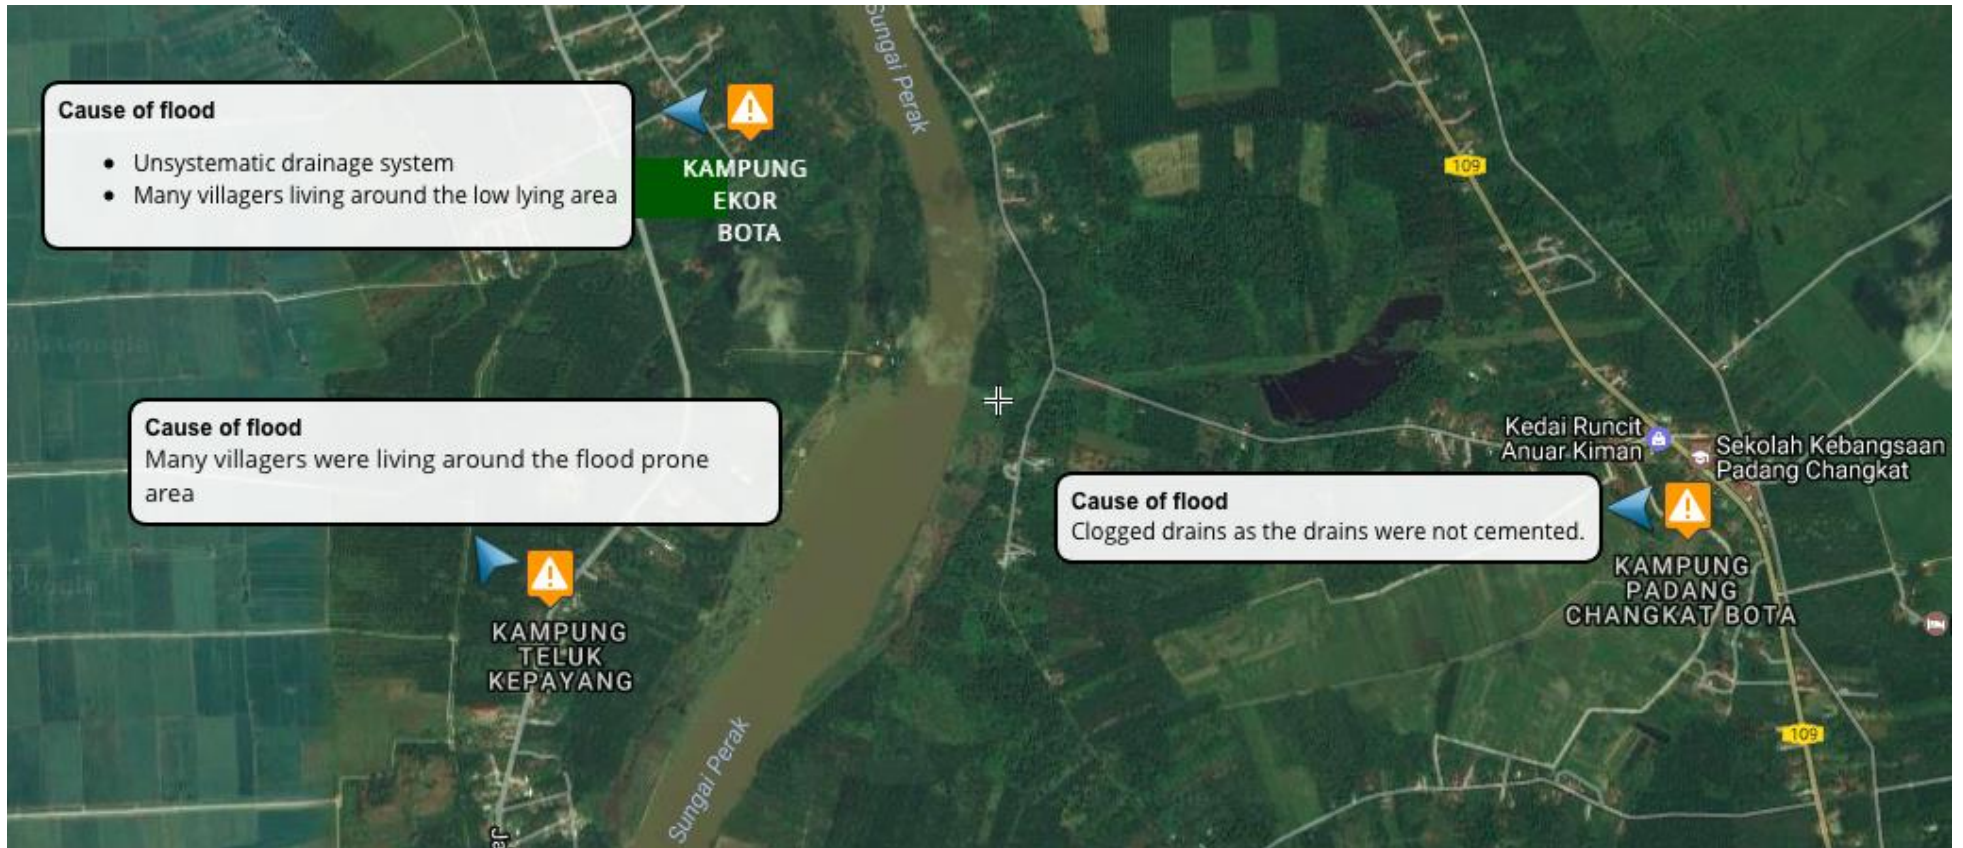 Sungai Perak
Cause of flood
• Unsystematic drainage system
• Many villagers living around the low lying area
KAMPUNG
EKOR
BOTA
109
Cause of flood
Many villagers were living around the flood prone
area
Kedai Runcit
Anuar Kiman
Sekolah Kebangsaan
Padang Changkat
Cause of flood
Clogged drains as the drains were not cemented.
KAMPUNG
PADANG
CHANGKAT BOTA
KAMPUNG
TELUK
KEPAYANG
Sungai Perak
109